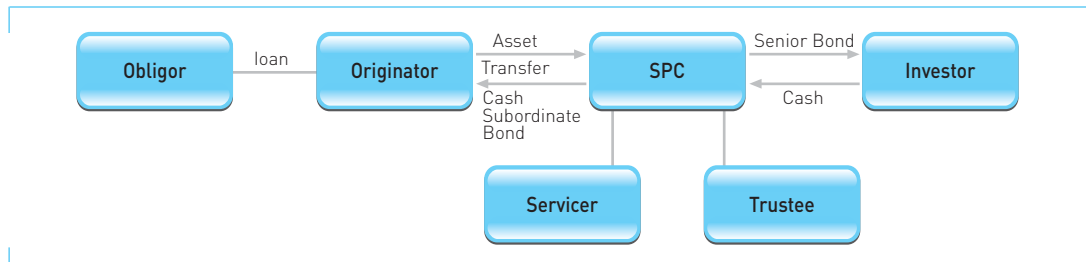 Obligor
loan
Originator
Asset
Transfer
Cash
Subordinate
Bond
SPC
Senior Bond
Cash
Investor
Servicer
Trustee